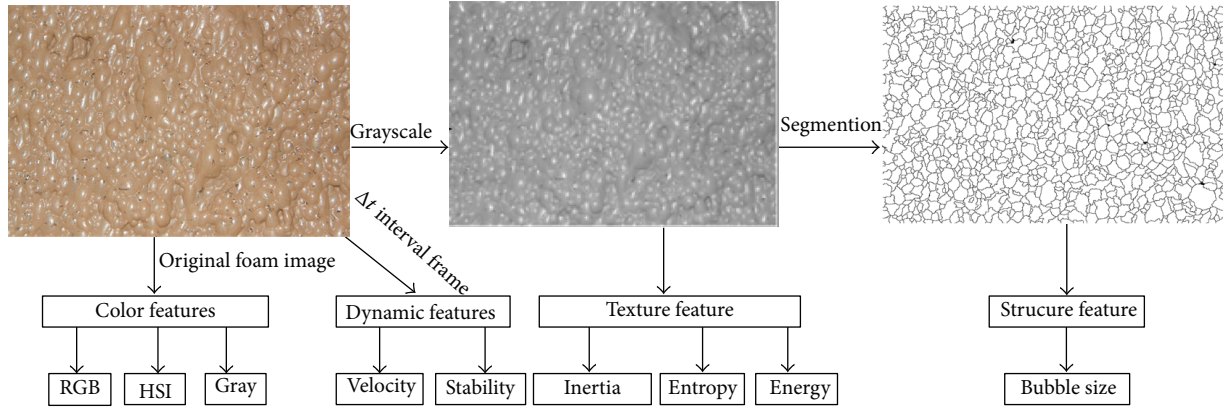 Grayscale
Segmention
Δt interval frame
Original foam image
Color features
Dynamic features
Texture feature
Strucure feature
RGB
HSI
Gray
Velocity
Stability
Inertia
Entropy
Energy
Bubble size